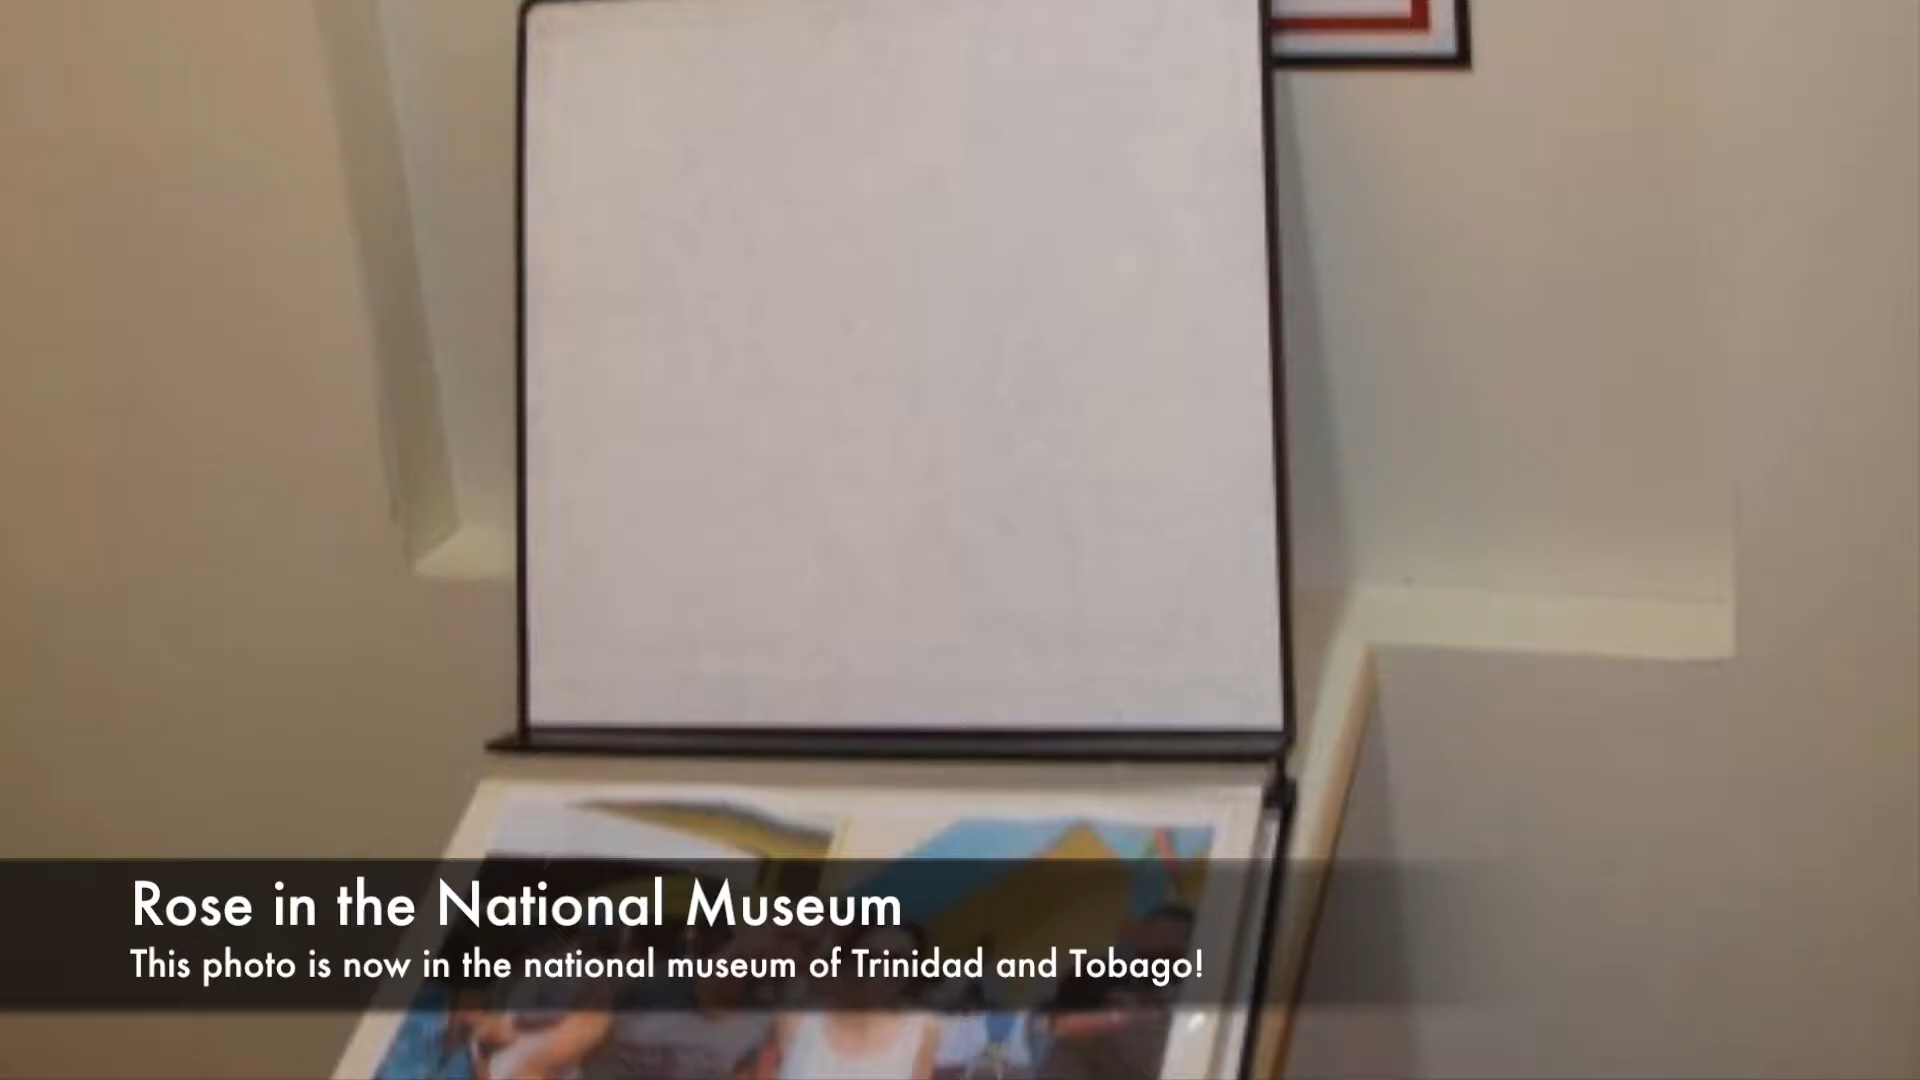 Rose in the National Museum
This photo is now in the national museum of Trinidad and Tobago!